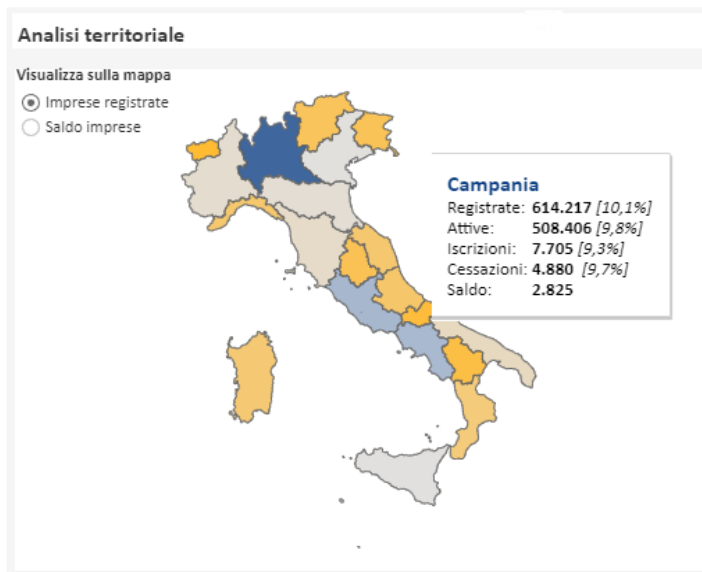 Analisi territoriale
Visualizza sulla mappa
Imprese registrate
Saldo imprese
Campania
Registrate: 614.217 [10,1%]
Attive: 508.406 [9,8%]
Iscrizioni: 7.705 [9,3%]
Cessazioni: 4.880 [9,7%]
Saldo: 2.825